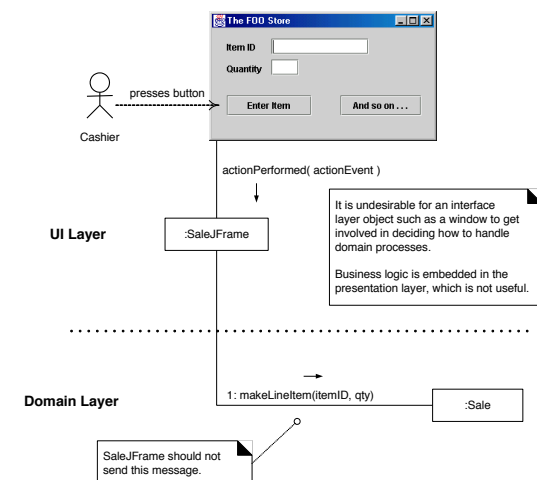 The FOO Store
Item ID
Quantity
Enter Item
And so on . . .
presses button
Cashier
actionPerformed( actionEvent )
It is undesirable for an interface
layer object such as a window to get
involved in deciding how to handle
domain processes.
Business logic is embedded in the
presentation layer, which is not useful.
UI Layer
:SaleJFrame
Domain Layer
1: makeLineItem(itemID, qty)
:Sale
SaleJFrame should not
send this message.